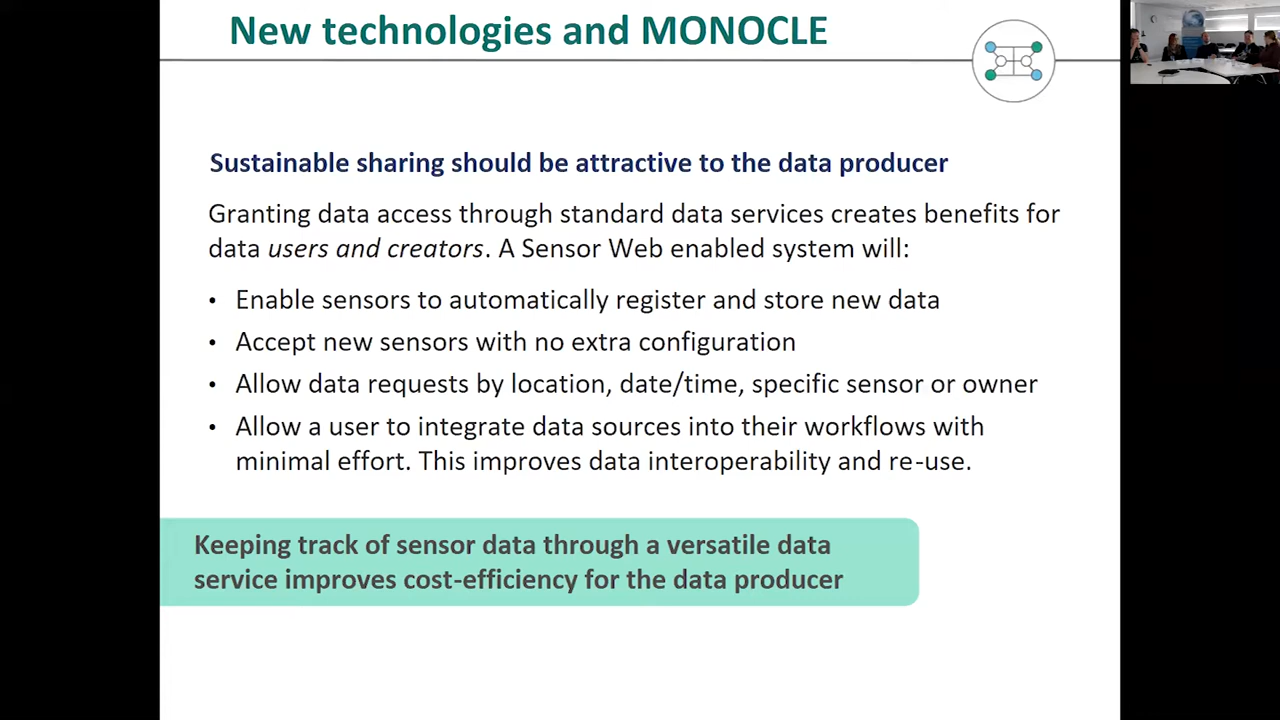 New technologies and MONOCLE
Sustainable sharing should be attractive to the data producer
Granting data access through standard data services creates benefits for
data users and creators. A Sensor Web enabled system will:
• Enable sensors to automatically register and store new data
• Accept new sensors with no extra configuration
• Allow data requests by location, date/time, specific sensor or owner
• Allow a user to integrate data sources into their workflows with
minimal effort. This improves data interoperability and re-use.
Keeping track of sensor data through a versatile data
service improves cost-efficiency for the data producer